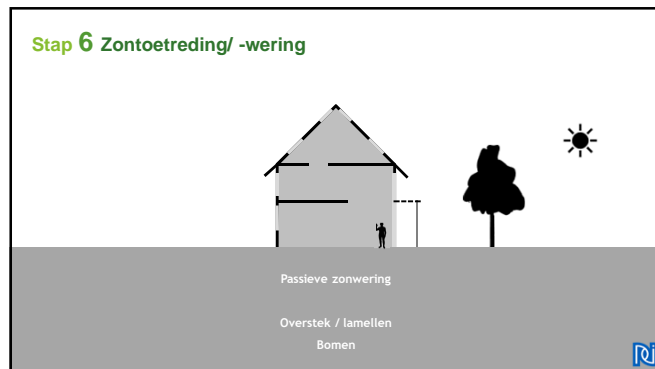 Stap 6 Zontoetreding/ -wering
Passieve zonwering
Overstek / lamellen
Bomen